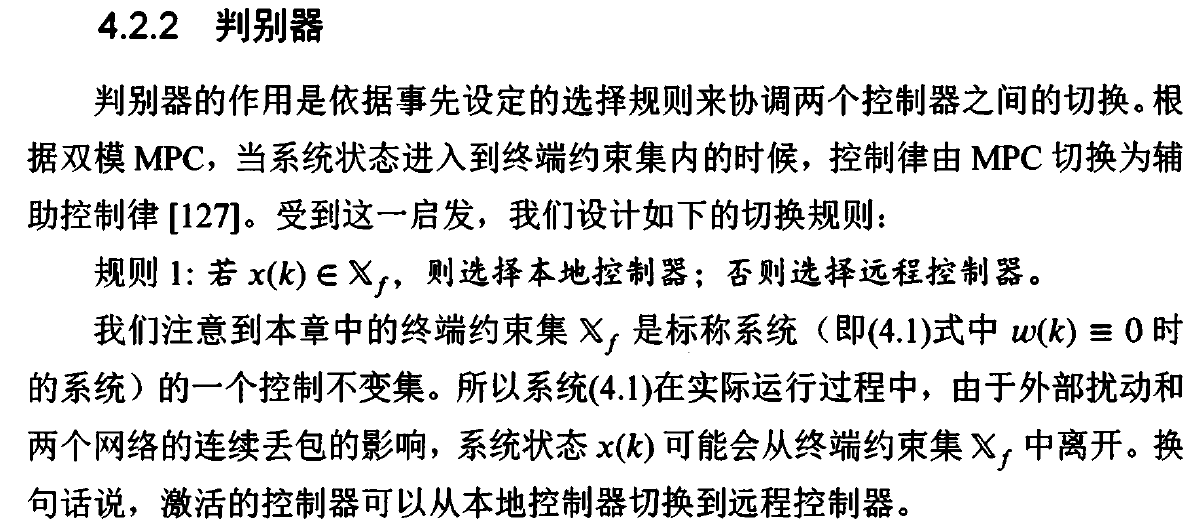 4.2.2 判别器
判别器的作用是依据事先设定的选择规则来协调两个控制器之间的切换。根
据双模 MPC，当系统状态进入到终端约束集内的时候，控制律由 MPC 切换为辅
助控制律 [127]。受到这一启发，我们设计如下的切换规则：
规则 1: 若 x(k) ∈ 𝕏f，则选择本地控制器；否则选择远程控制器。
我们注意到本章中的终端约束集 𝕏f 是标称系统（即(4.1)式中 w(k) ≡ 0 时
的系统）的一个控制不变集。所以系统(4.1)在实际运行过程中，由于外部扰动和
两个网络的连续丢包的影响，系统状态 x(k) 可能会从终端约束集 𝕏f 中离开。换
句话说，激活的控制器可以从本地控制器切换到远程控制器。